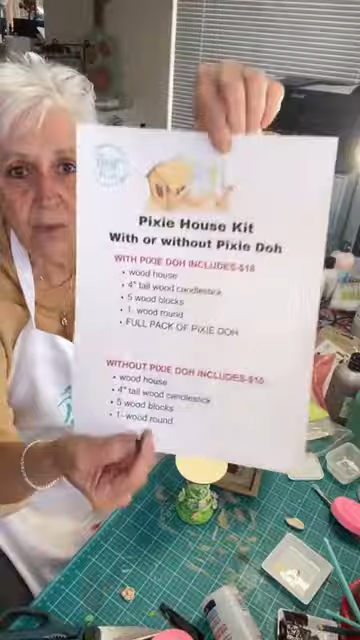 Pixie House Kit
With or without Pixie Doh
WITH PIXIE DOH INCLUDES-$18
• wood house
• 4" tall wood candlestick
• 5 wood blocks
• 1- wood round
• FULL PACK OF PIXIE DOH
WITHOUT PIXIE DOH INCLUDES-$10
• wood house
• 4" tall wood candlestick
• 5 wood blocks
• 1- wood round